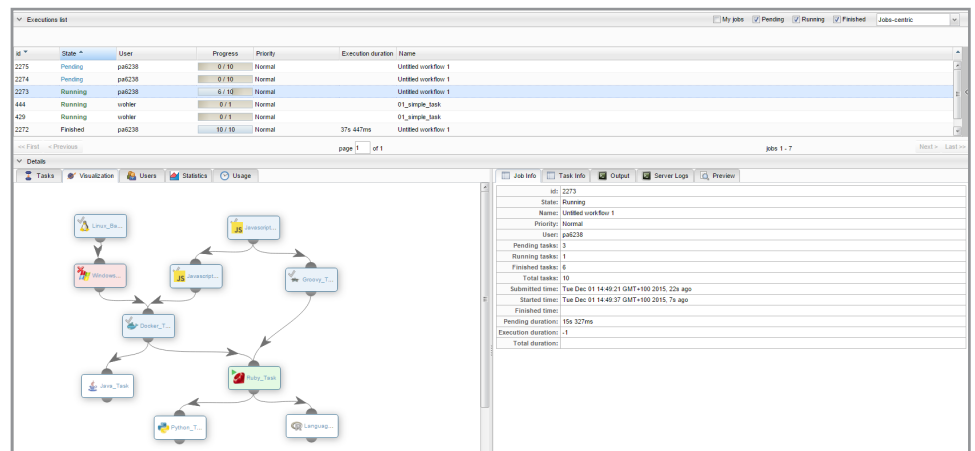 Executions list
My jobs Pending Running Finished Jobs-centric
id State User Progress Priority Execution duration Name
2275 Pending pa6238 0 / 10 Normal Untitled workflow 1
2274 Pending pa6238 0 / 10 Normal Untitled workflow 1
2273 Running pa6238 6 / 10 Normal Untitled workflow 1
444 Running wohler 0 / 1 Normal 01_simple_task
429 Running wohler 0 / 1 Normal 01_simple_task
2272 Finished pa6238 10 / 10 Normal 37s 447ms Untitled workflow 1
<< First < Previous page 1 of 1 jobs 1 - 7 Next > Last >>
Details
Tasks Visualization Users Statistics Usage
Linux_Ba...
Javascript...
Windows...
Javascript...
Groovy_T...
Docker_T...
Java_Task
Ruby_Task
Python_T...
Languag...
Job Info Task Info Output Server Logs Preview
id: 2273
State: Running
Name: Untitled workflow 1
Priority: Normal
User: pa6238
Pending tasks: 3
Running tasks: 1
Finished tasks: 6
Total tasks: 10
Submitted time: Tue Dec 01 14:49:21 GMT+100 2015, 22s ago
Started time: Tue Dec 01 14:49:37 GMT+100 2015, 7s ago
Finished time:
Pending duration: 15s 327ms
Execution duration: -1
Total duration: